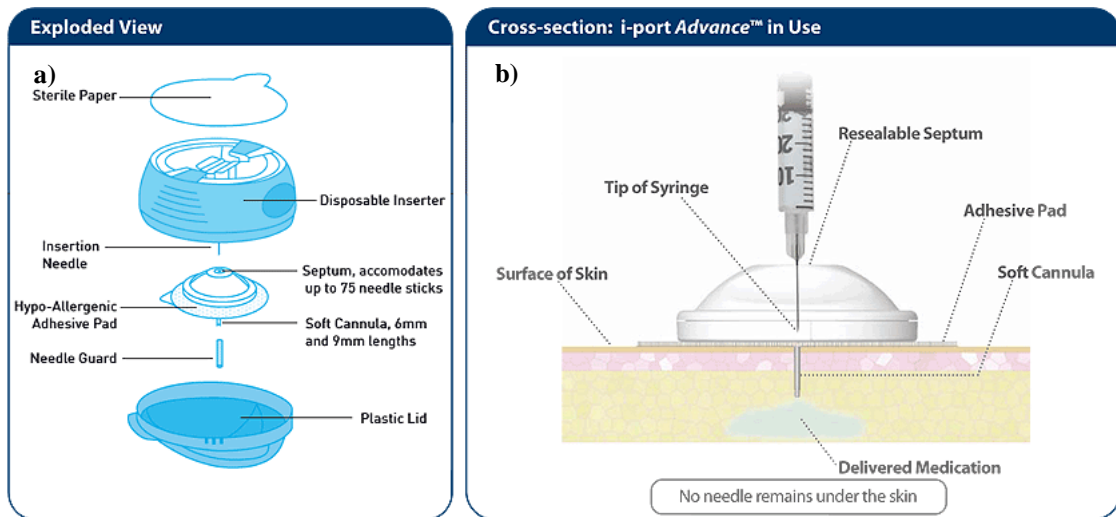 Exploded View
a)
Sterile Paper
Disposable Inserter
Insertion
Needle
Septum, accomodates
up to 75 needle sticks
Hypo-Allergenic
Adhesive Pad
Soft Cannula, 6mm
and 9mm lengths
Needle Guard
Plastic Lid
Cross-section: i-port Advance™ in Use
b)
20
10
Resealable Septum
Tip of Syringe
Adhesive Pad
Surface of Skin
Soft Cannula
Delivered Medication
No needle remains under the skin